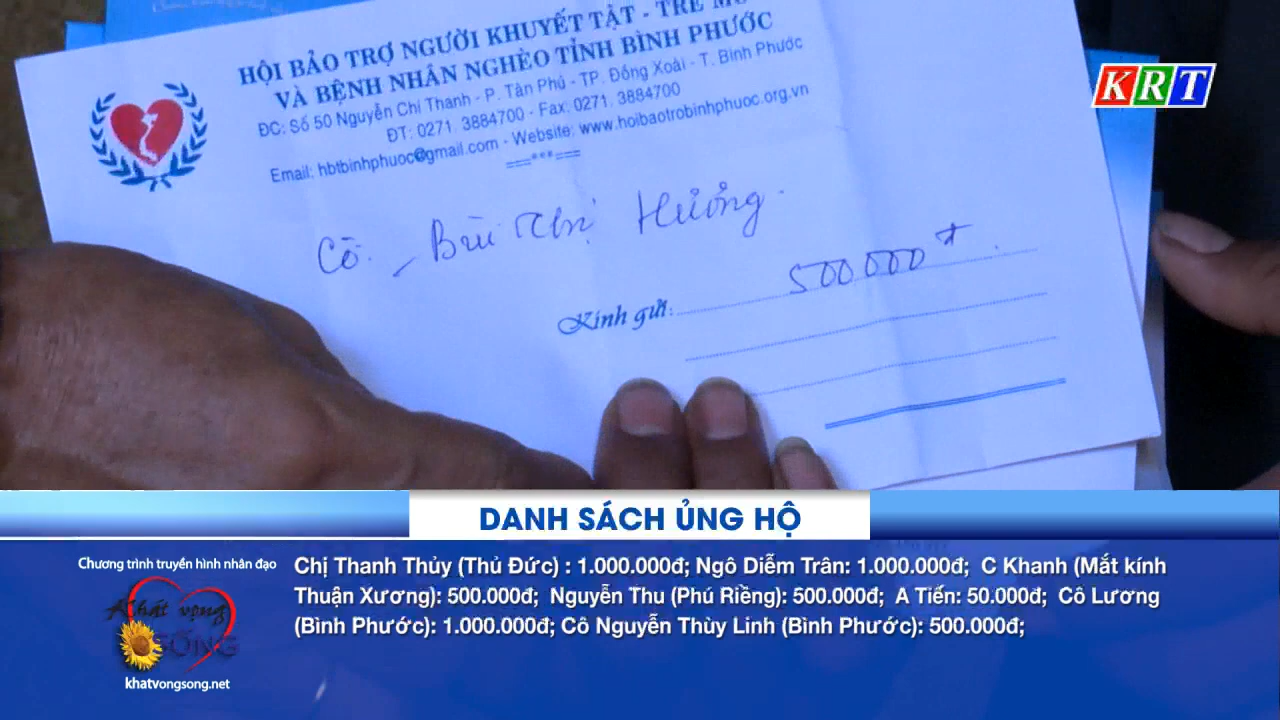 HỘI BẢO TRỢ NGƯỜI KHUYẾT TẬT - TRẺ
VÀ BỆNH NHÂN NGHÈO TỈNH BÌNH PHƯỚC
ĐC: Số 50 Nguyễn Chí Thanh - P. Tân Phú - TP. Đồng Xoài - T. Bình Phước
ĐT: 0271. 3884700 - Fax: 0271. 3884700
Email: hbtbinhphuoc@gmail.com - Website: www.hoibaotrobinhphuoc.org.vn
===***===
KRT
Cô - Bùi Thị Hưởng.
500 000 đ
Kính gửi:
DANH SÁCH ỦNG HỘ
Chương trình truyền hình nhân đạo
Khát vọng
SỐNG
khatvongsong.net
Chị Thanh Thủy (Thủ Đức) : 1.000.000đ; Ngô Diễm Trân: 1.000.000đ; C Khanh (Mắt kính
Thuận Xương): 500.000đ; Nguyễn Thu (Phú Riềng): 500.000đ; A Tiến: 50.000đ; Cô Lương
(Bình Phước): 1.000.000đ; Cô Nguyễn Thùy Linh (Bình Phước): 500.000đ;